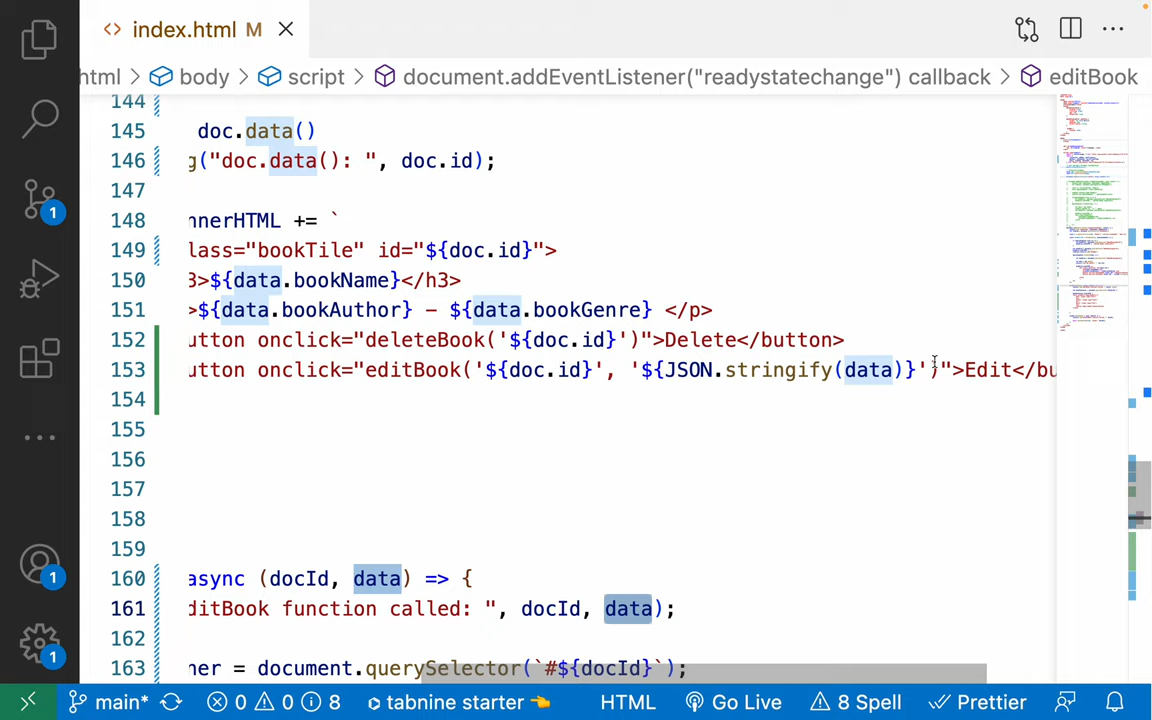 index.html M
html > body > script > document.addEventListener("readystatechange") callback > editBook
144
145 doc.data()
146 g("doc.data(): ", doc.id);
147
148 nnerHTML += `
149 lass="bookTile" id="${doc.id}">
150 3>${data.bookName}</h3>
151 >${data.bookAuthor} - ${data.bookGenre} </p>
152 utton onclick="deleteBook('${doc.id}')">Delete</button>
153 utton onclick="editBook('${doc.id}', '${JSON.stringify(data)}')">Edit</bu
154
155
156
157
158
159
160 async (docId, data) => {
161 ditBook function called: ", docId, data);
162
163 ner = document.querySelector(`#${docId}`);
1
1
1
main* 0 0 8 tabnine starter 👈 HTML Go Live 8 Spell Prettier